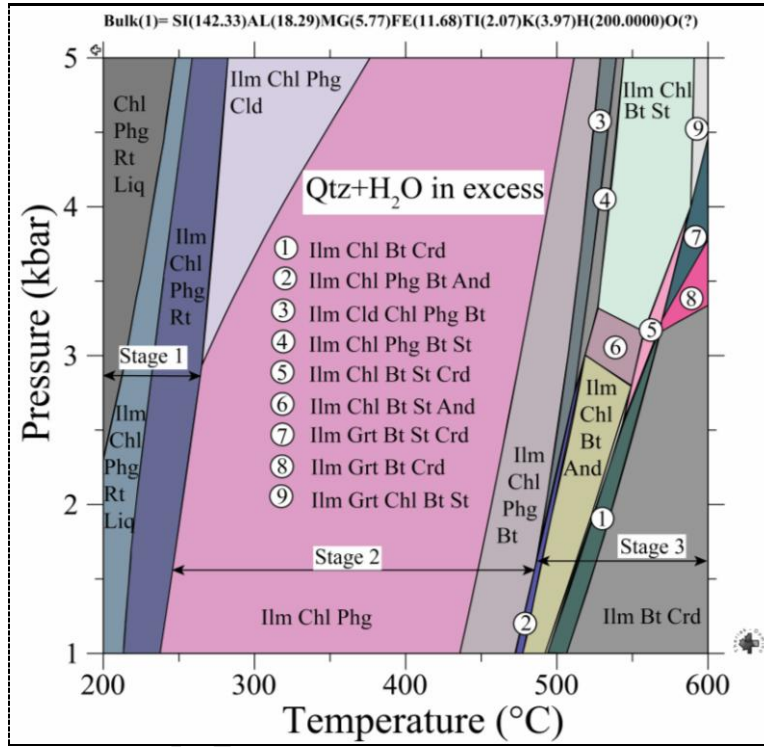 Bulk(1)= SI(142.33)AL(18.29)MG(5.77)FE(11.68)TI(2.07)K(3.97)H(200.0000)O(?)
5
4
3
2
1
Pressure (kbar)
Chl
Phg
Rt
Liq
Ilm Chl Phg
Cld
Ilm
Chl
Phg
Rt
Ilm
Chl
Phg
Rt
Liq
Qtz+H₂O in excess
1 Ilm Chl Bt Crd
2 Ilm Chl Phg Bt And
3 Ilm Cld Chl Phg Bt
4 Ilm Chl Phg Bt St
5 Ilm Chl Bt St Crd
6 Ilm Chl Bt St And
7 Ilm Grt Bt St Crd
8 Ilm Grt Bt Crd
9 Ilm Grt Chl Bt St
Ilm Chl
Bt St
3
4
9
7
8
5
6
Stage 1
Ilm
Chl
Bt
And
Ilm
Chl
Phg
Bt
1
Stage 2
Stage 3
Ilm Chl Phg
2
Ilm Bt Crd
200
300
400
500
600
Temperature (°C)